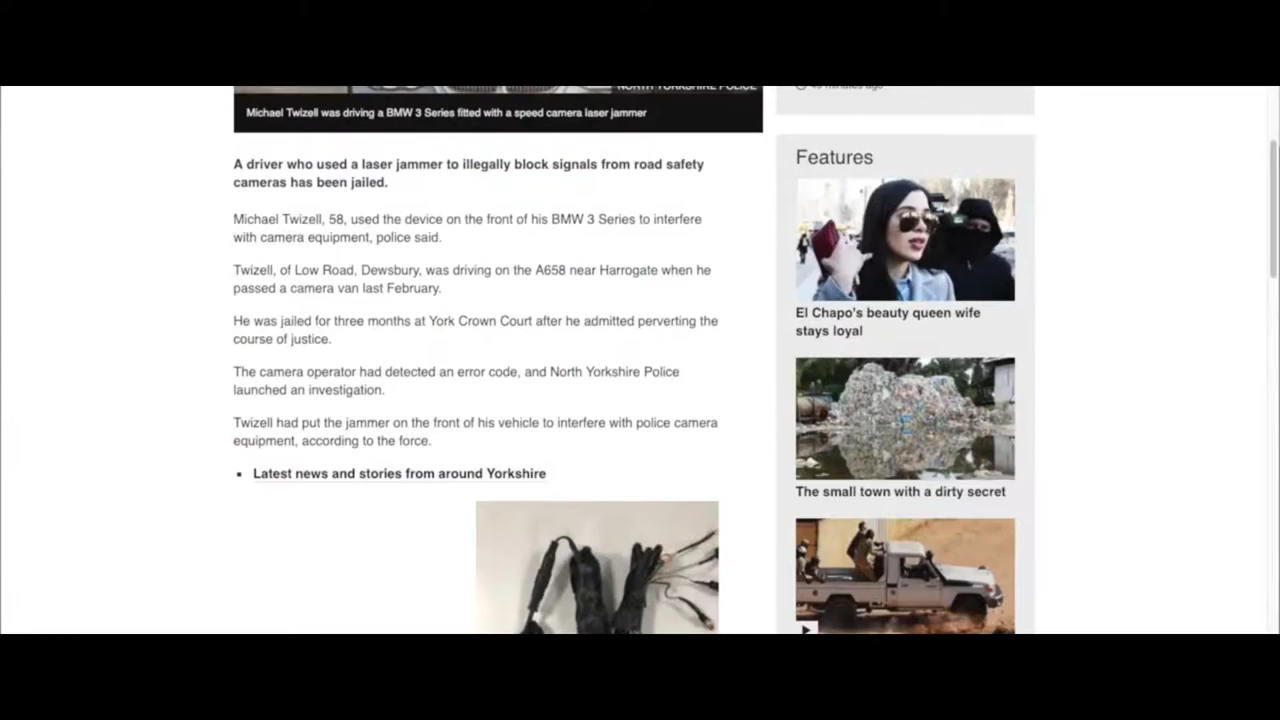 NORTH YORKSHIRE POLICE
Michael Twizell was driving a BMW 3 Series fitted with a speed camera laser jammer
A driver who used a laser jammer to illegally block signals from road safety
cameras has been jailed.
Michael Twizell, 58, used the device on the front of his BMW 3 Series to interfere
with camera equipment, police said.
Twizell, of Low Road, Dewsbury, was driving on the A658 near Harrogate when he
passed a camera van last February.
He was jailed for three months at York Crown Court after he admitted perverting the
course of justice.
The camera operator had detected an error code, and North Yorkshire Police
launched an investigation.
Twizell had put the jammer on the front of his vehicle to interfere with police camera
equipment, according to the force.
Latest news and stories from around Yorkshire
minutes ago
Features
El Chapo's beauty queen wife
stays loyal
The small town with a dirty secret